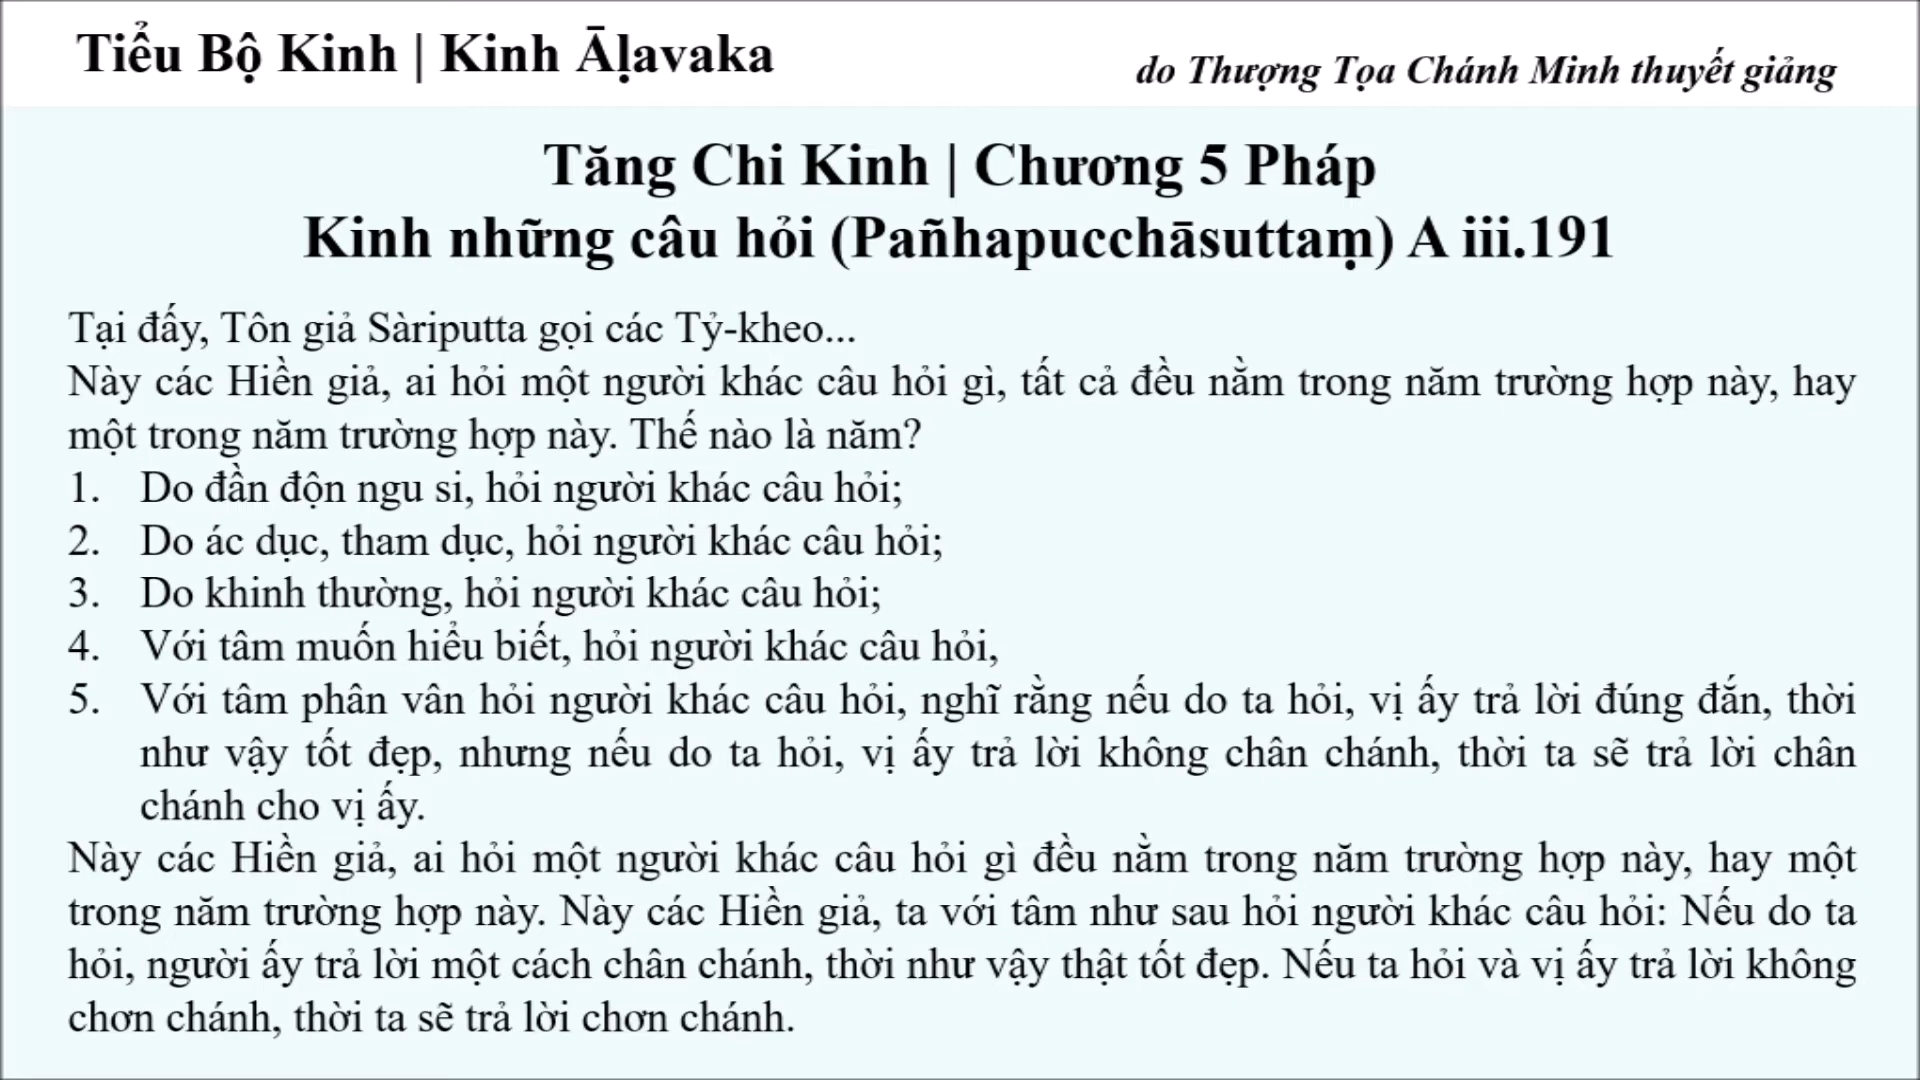 Tiểu Bộ Kinh | Kinh Āḷavaka
do Thượng Tọa Chánh Minh thuyết giảng
Tăng Chi Kinh | Chương 5 Pháp
Kinh những câu hỏi (Pañhapucchāsuttaṃ) A iii.191
Tại đấy, Tôn giả Sàriputta gọi các Tỷ-kheo...
Này các Hiền giả, ai hỏi một người khác câu hỏi gì, tất cả đều nằm trong năm trường hợp này, hay
một trong năm trường hợp này. Thế nào là năm?
1. Do đần độn ngu si, hỏi người khác câu hỏi;
2. Do ác dục, tham dục, hỏi người khác câu hỏi;
3. Do khinh thường, hỏi người khác câu hỏi;
4. Với tâm muốn hiểu biết, hỏi người khác câu hỏi,
5. Với tâm phân vân hỏi người khác câu hỏi, nghĩ rằng nếu do ta hỏi, vị ấy trả lời đúng đắn, thời
như vậy tốt đẹp, nhưng nếu do ta hỏi, vị ấy trả lời không chân chánh, thời ta sẽ trả lời chân
chánh cho vị ấy.
Này các Hiền giả, ai hỏi một người khác câu hỏi gì đều nằm trong năm trường hợp này, hay một
trong năm trường hợp này. Này các Hiền giả, ta với tâm như sau hỏi người khác câu hỏi: Nếu do ta
hỏi, người ấy trả lời một cách chân chánh, thời như vậy thật tốt đẹp. Nếu ta hỏi và vị ấy trả lời không
chơn chánh, thời ta sẽ trả lời chơn chánh.